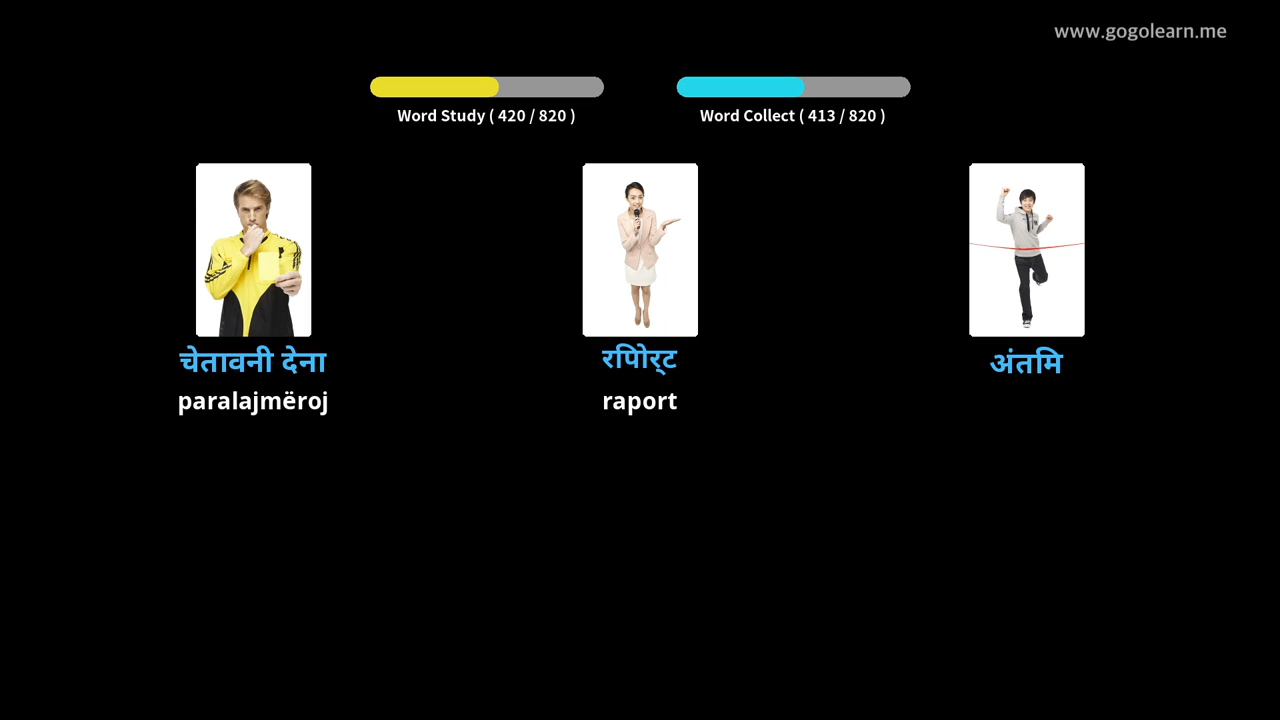 www.gogolearn.me
Word Study ( 420 / 820 )
Word Collect ( 413 / 820 )
चेतावनी देना
रिपोर्ट
अंतिम
paralajmëroj
raport